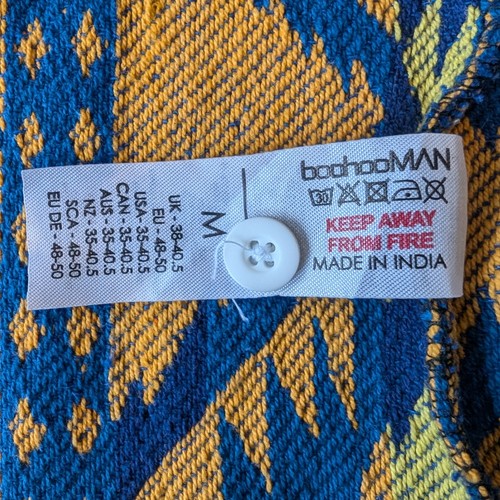 boohooMAN
30
KEEP AWAY
FROM FIRE
MADE IN INDIA
M
UK - 38-40.5
EU - 48-50
USA - 35-40.5
CAN - 35-40.5
AUS - 35-40.5
NZ - 35-40.5
SCA - 48-50
EU DE - 48-50